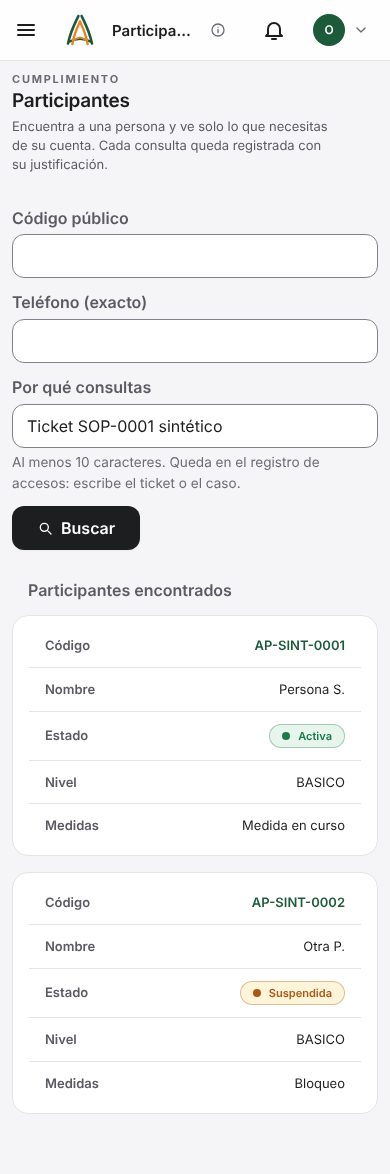 Participa...
O
CUMPLIMIENTO
Participantes
Encuentra a una persona y ve solo lo que necesitas
de su cuenta. Cada consulta queda registrada con
su justificación.
Código público
Teléfono (exacto)
Por qué consultas
Ticket SOP-0001 sintético
Al menos 10 caracteres. Queda en el registro de
accesos: escribe el ticket o el caso.
Buscar
Participantes encontrados
Código AP-SINT-0001
Nombre Persona S.
Estado Activa
Nivel BASICO
Medidas Medida en curso
Código AP-SINT-0002
Nombre Otra P.
Estado Suspendida
Nivel BASICO
Medidas Bloqueo